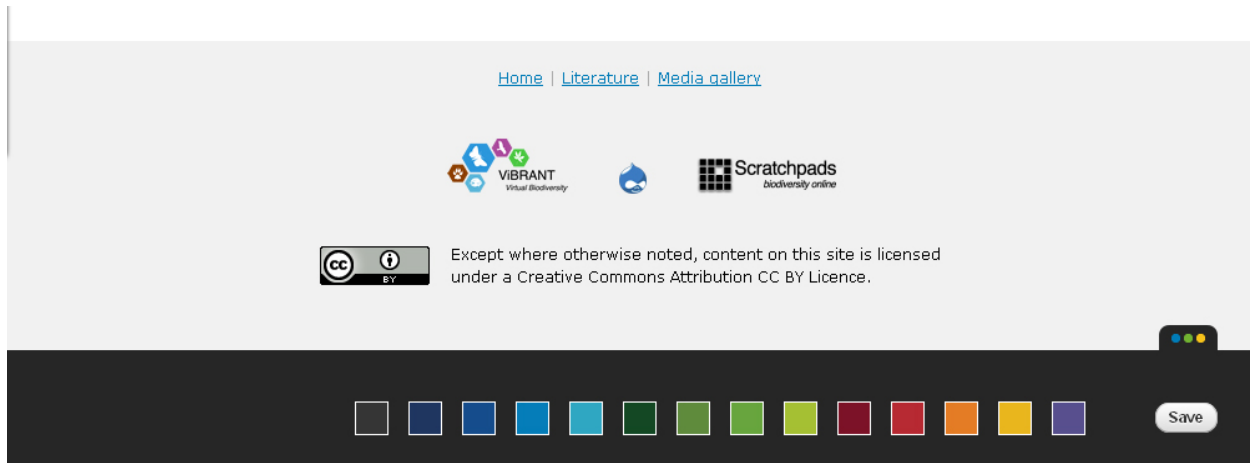 Home | Literature | Media gallery
ViBRANT
Virtual Biodiversity
Scratchpads
biodiversity online
cc
BY
Except where otherwise noted, content on this site is licensed
under a Creative Commons Attribution CC BY Licence.
Save